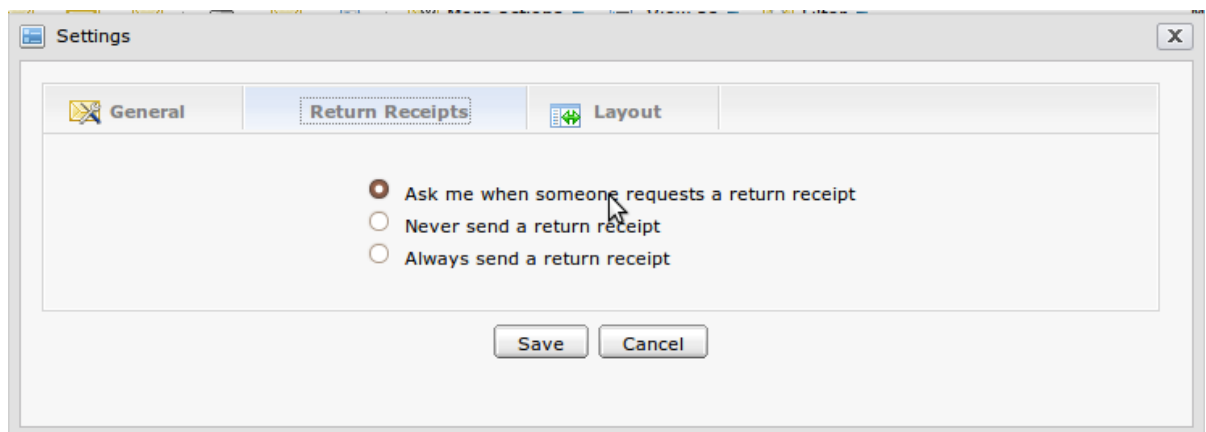 Settings
X
General
Return Receipts
Layout
Ask me when someone requests a return receipt
Never send a return receipt
Always send a return receipt
Save
Cancel